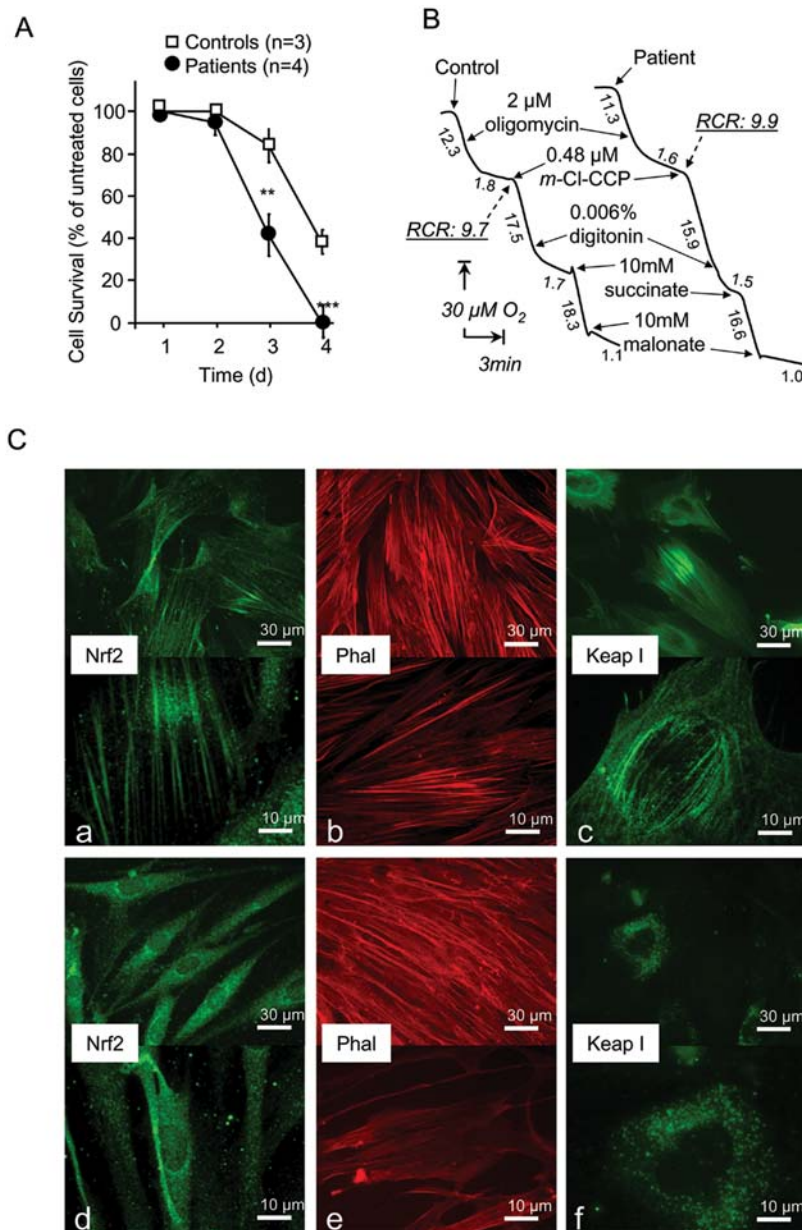 A
Controls (n=3)
Patients (n=4)
Cell Survival (% of untreated cells)
100
80
60
40
20
0
**
***
1 2 3 4
Time (d)
B
Control
Patient
2 µM
oligomycin
12.3
11.3
RCR: 9.9
1.8
1.6
0.48 µM
m-Cl-CCP
RCR: 9.7
17.5
15.9
0.006%
digitonin
1.7
1.5
10mM
succinate
30 µM O2
3min
18.3
16.6
10mM
malonate
1.1
1.0
C
30 µm
30 µm
30 µm
Nrf2
Phal
Keap I
a 10 µm
b 10 µm
c 10 µm
30 µm
30 µm
30 µm
Nrf2
Phal
Keap I
d 10 µm
e 10 µm
f 10 µm